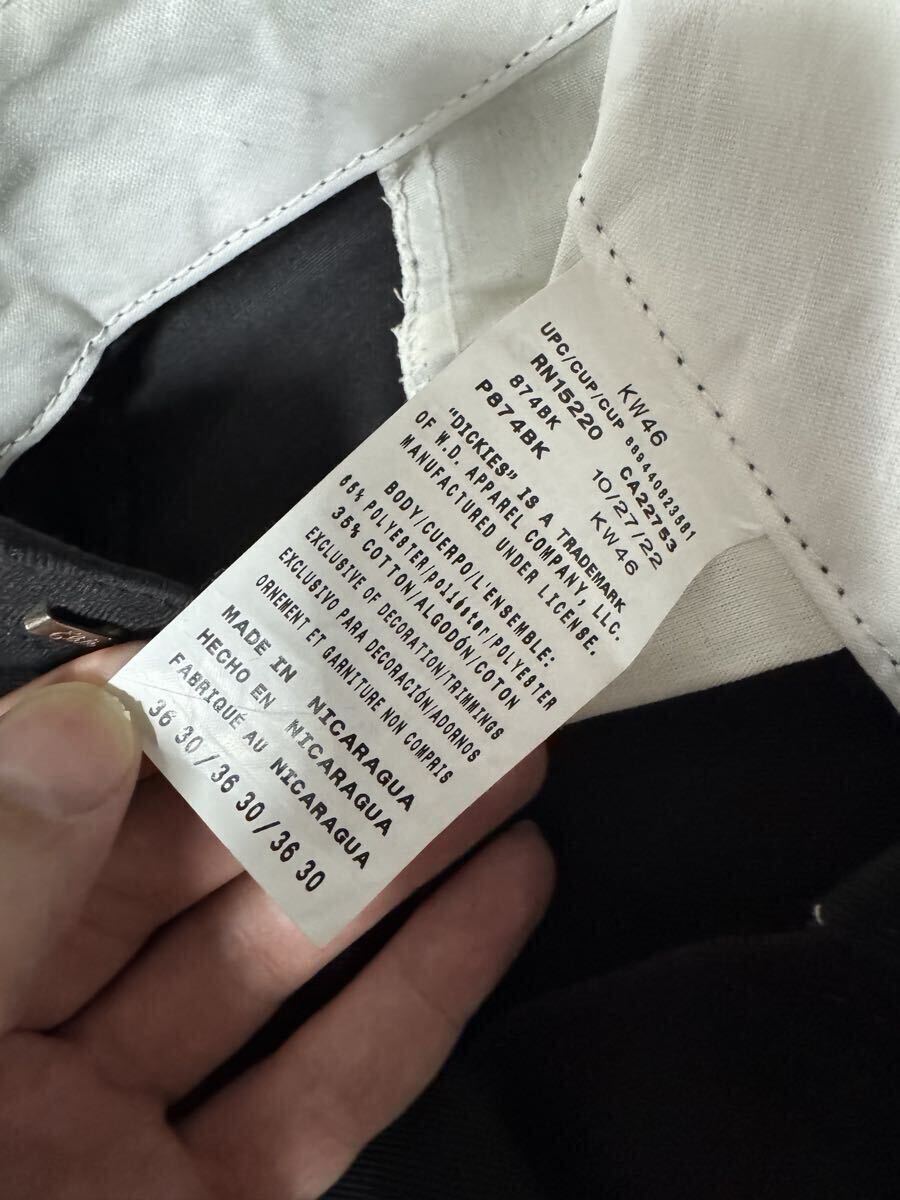 KW46
UPC/CUP/CUP 889440823581
RN15220 CA22753
874BK 10/27/22
P874BK KW46
"DICKIES" IS A TRADEMARK
OF W.D. APPAREL COMPANY, LLC.
MANUFACTURED UNDER LICENSE.
BODY/CUERPO/L'ENSEMBLE:
65% POLYESTER/poliéster/POLYESTER
35% COTTON/ALGODÓN/COTON
EXCLUSIVE OF DECORATION/TRIMMINGS
EXCLUSIVO PARA DECORACIÓN/ADORNOS
ORNEMENT ET GARNITURE NON COMPRIS
MADE IN NICARAGUA
HECHO EN NICARAGUA
FABRIQUÉ AU NICARAGUA
36 30/36 30/36 30